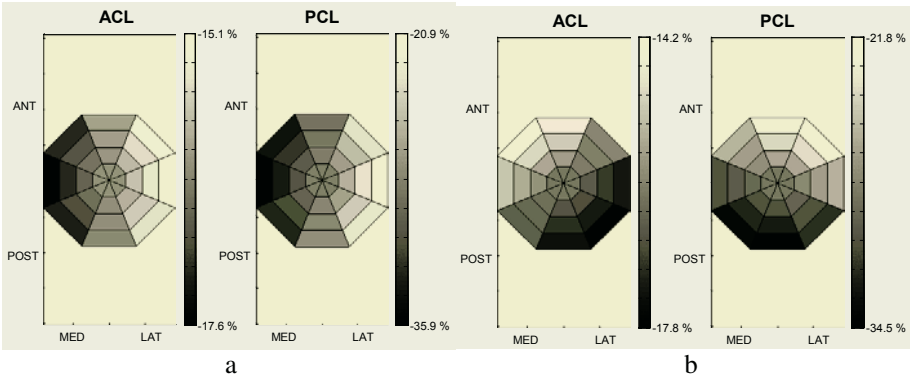 ACL
PCL
ACL
PCL
-15.1 %
-20.9 %
-14.2 %
-21.8 %
ANT
ANT
ANT
ANT
POST
POST
POST
POST
-17.6 %
-35.9 %
-17.8 %
-34.5 %
MED LAT
MED LAT
MED LAT
MED LAT
a
b